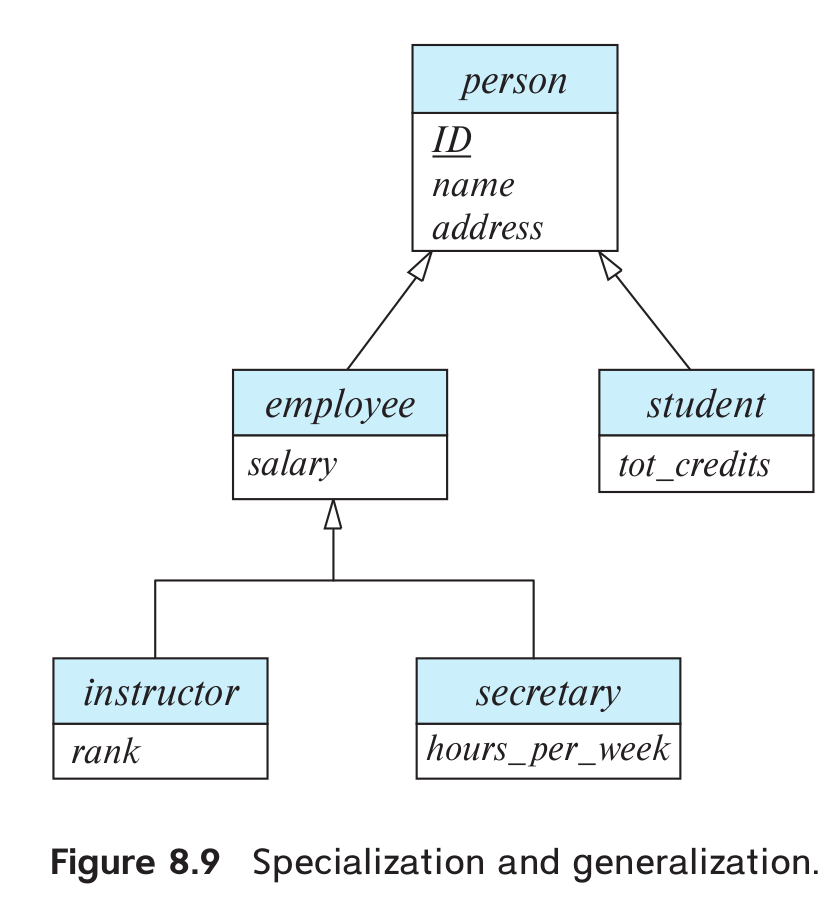 person
ID
name
address
employee
student
salary
tot_credits
instructor
secretary
rank
hours_per_week
Figure 8.9 Specialization and generalization.